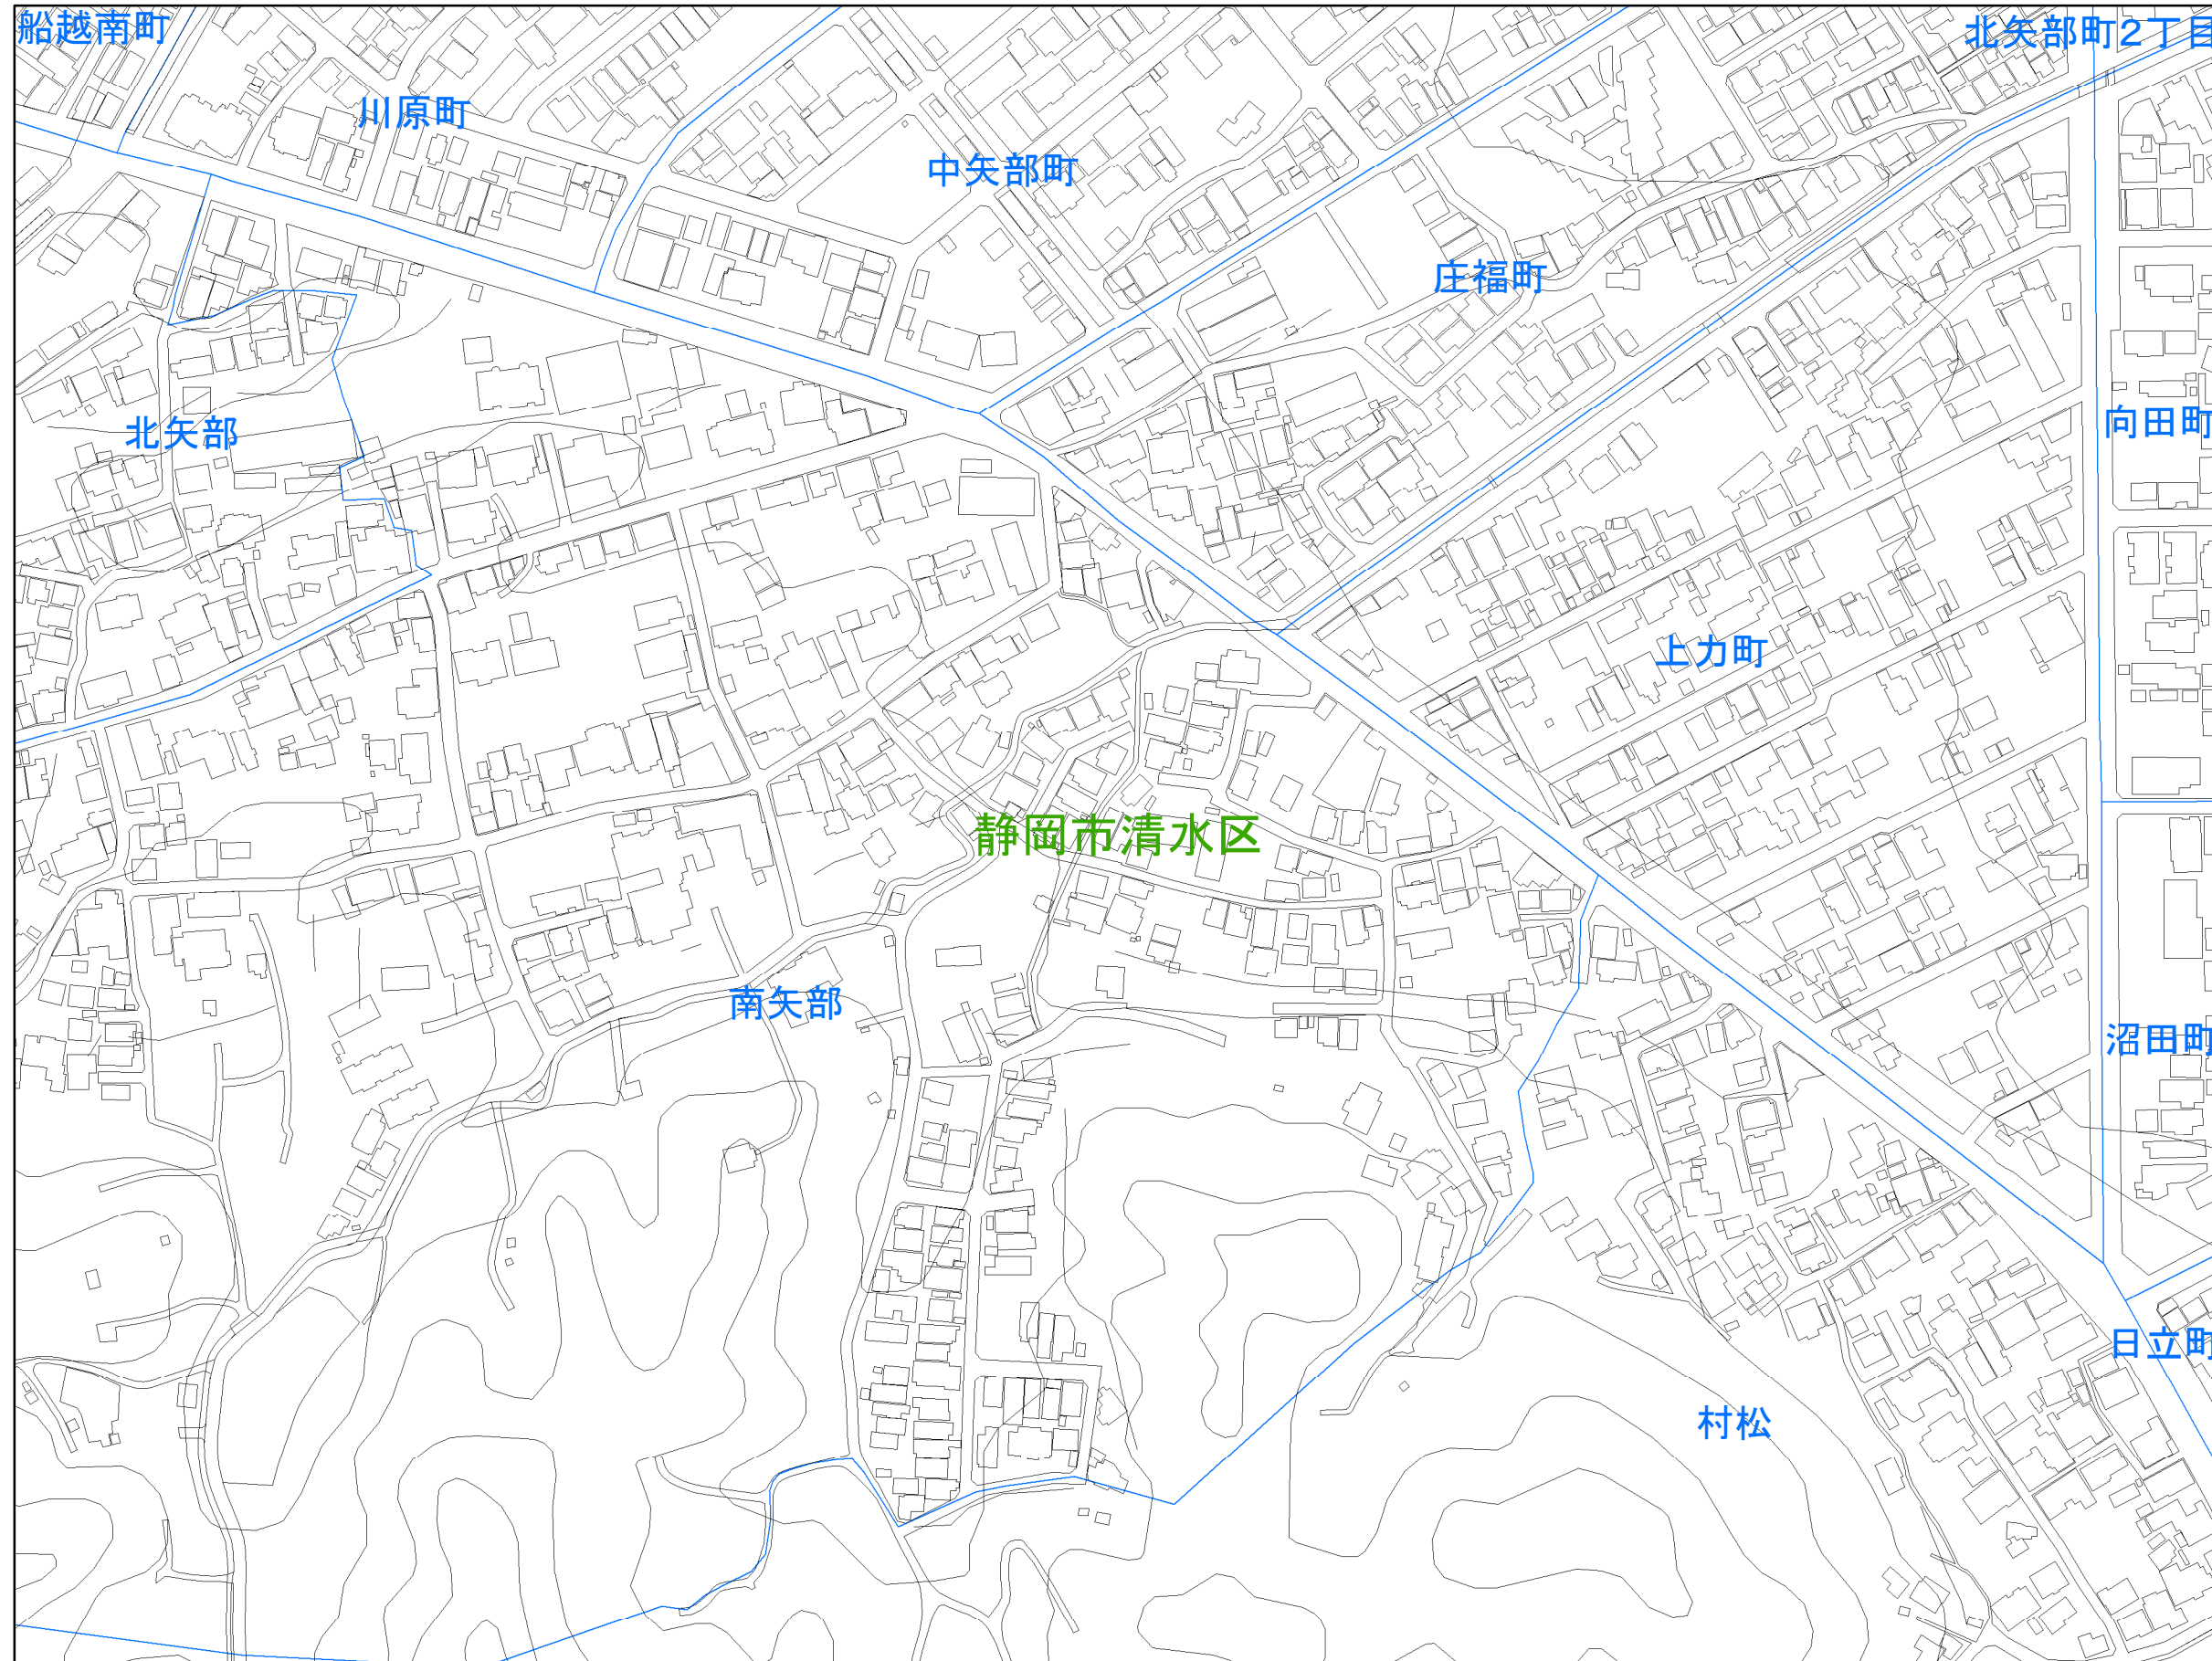 船越南町
北矢部町2丁目
川原町
中矢部町
庄福町
北矢部
向田町
上力町
静岡市清水区
南矢部
沼田町
日立町
村松